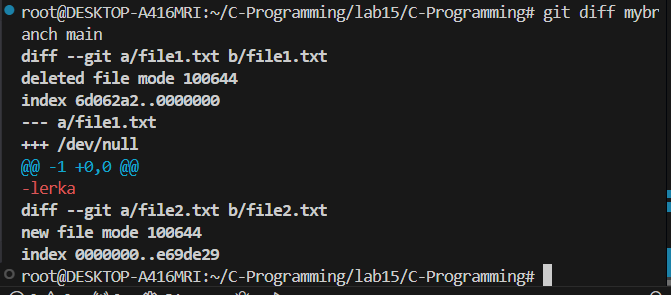 root@DESKTOP-A416MRI:~/C-Programming/lab15/C-Programming# git diff mybr
anch main
diff --git a/file1.txt b/file1.txt
deleted file mode 100644
index 6d062a2..0000000
--- a/file1.txt
+++ /dev/null
@@ -1 +0,0 @@
-lerka
diff --git a/file2.txt b/file2.txt
new file mode 100644
index 0000000..e69de29
root@DESKTOP-A416MRI:~/C-Programming/lab15/C-Programming#